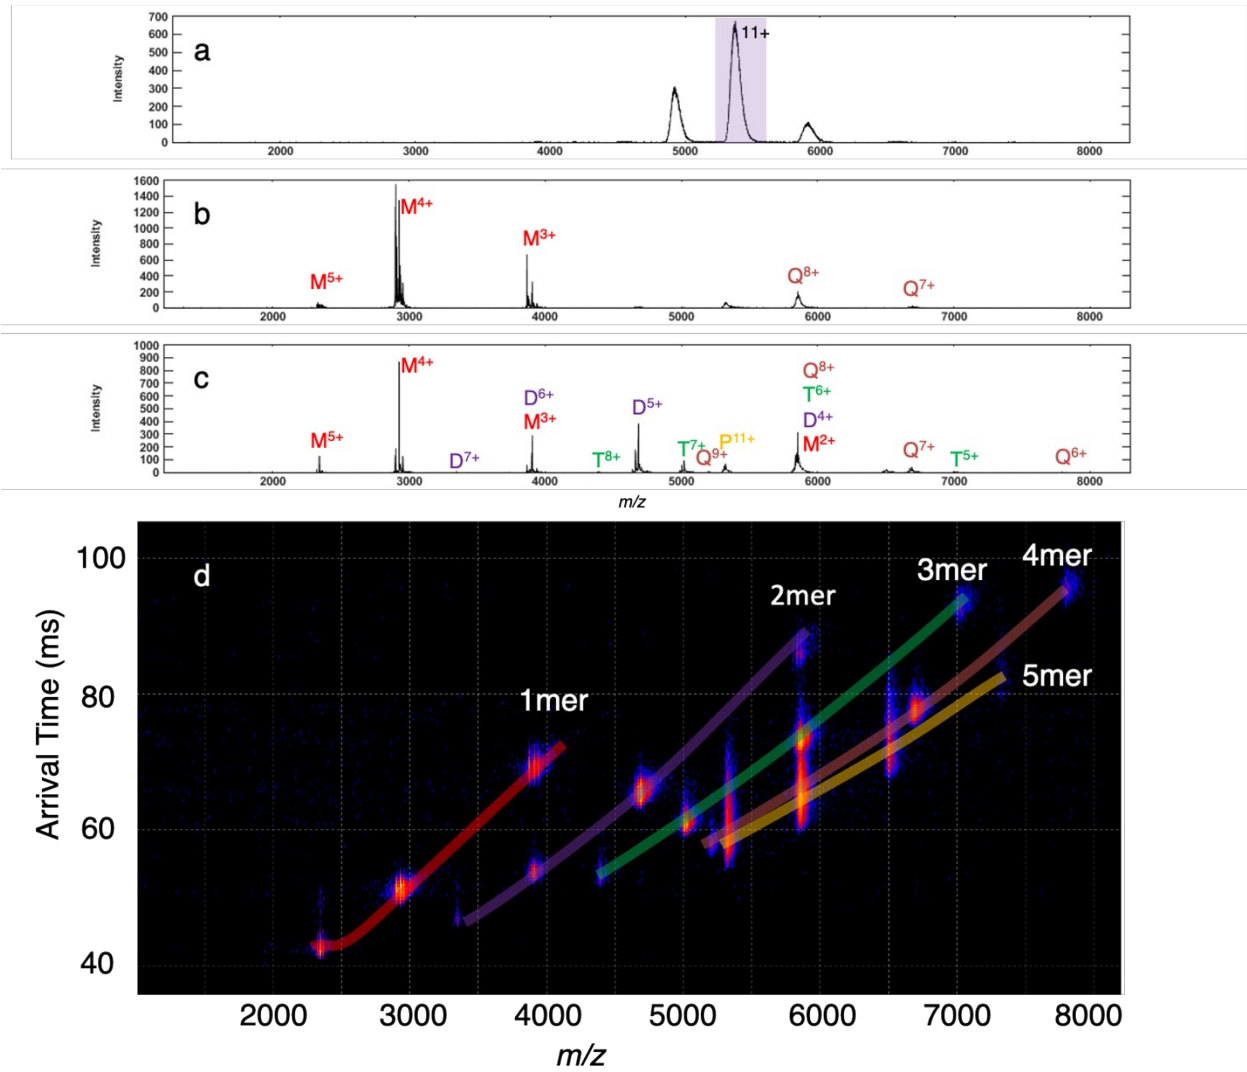 a
Intensity
700
600
500
400
300
200
100
0
11+
2000 3000 4000 5000 6000 7000 8000
b
Intensity
1600
1400
1200
1000
800
600
400
200
0
M5+
M4+
M3+
Q8+
Q7+
2000 3000 4000 5000 6000 7000 8000
c
Intensity
1000
900
800
700
600
500
400
300
200
100
0
M5+
M4+
D7+
D6+
M3+
T8+
D5+
T7+
Q9+
P11+
Q8+
T6+
D4+
M2+
Q7+
T5+
Q6+
2000 3000 4000 5000 6000 7000 8000
m/z
d
Arrival Time (ms)
100
80
60
40
1mer
2mer
3mer
4mer
5mer
2000 3000 4000 5000 6000 7000 8000
m/z